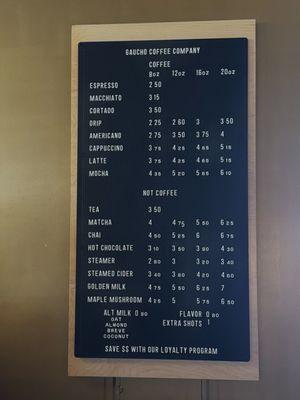 GAUCHO COFFEE COMPANY
COFFEE
8oz 12oz 16oz 20oz
ESPRESSO 2 50
MACCHIATO 3 15
CORTADO 3 50
DRIP 2 25 2 60 3 3 50
AMERICANO 2 75 3 50 3 75 4
CAPPUCCINO 3 75 4 25 4 65 5 15
LATTE 3 75 4 25 4 65 5 15
MOCHA 4 35 5 20 5 65 6 10
NOT COFFEE
TEA 3 50
MATCHA 4 4 75 5 50 6 25
CHAI 4 50 5 25 6 6 75
HOT CHOCOLATE 3 10 3 50 3 90 4 30
STEAMER 2 80 3 3 20 3 40
STEAMED CIDER 3 40 3 80 4 20 4 60
GOLDEN MILK 4 75 5 50 6 25 7
MAPLE MUSHROOM 4 25 5 5 75 6 50
ALT MILK 0 80 FLAVOR 0 80
OAT EXTRA SHOTS 1
ALMOND
BREVE
COCONUT
SAVE $$ WITH OUR LOYALTY PROGRAM